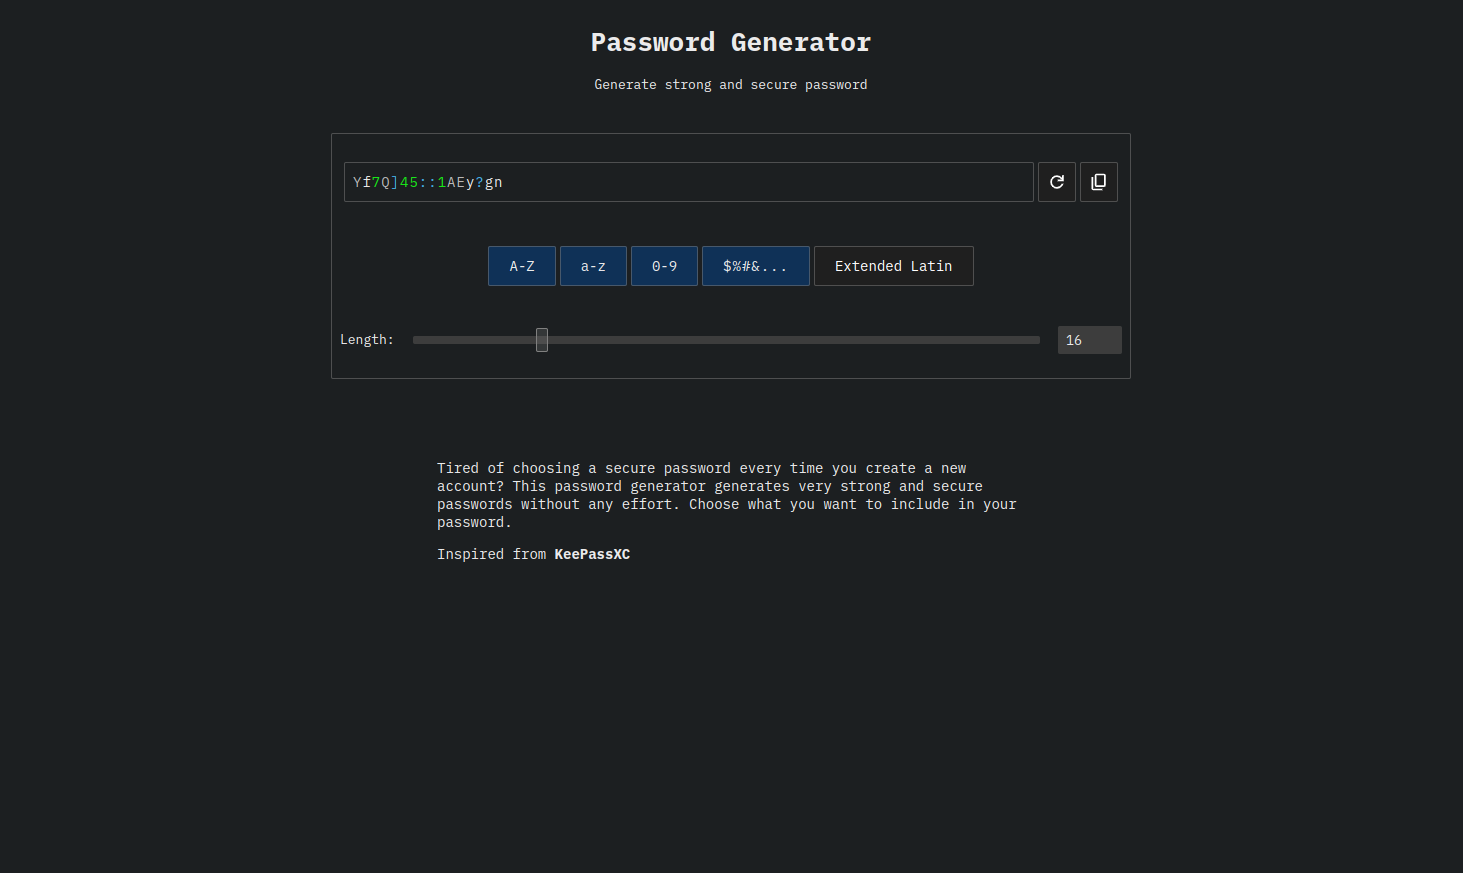 Password Generator
Generate strong and secure password
Yf7Q]45::1AEy?gn
A-Z a-z 0-9 $%#&... Extended Latin
Length: 16
Tired of choosing a secure password every time you create a new
account? This password generator generates very strong and secure
passwords without any effort. Choose what you want to include in your
password.
Inspired from KeePassXC